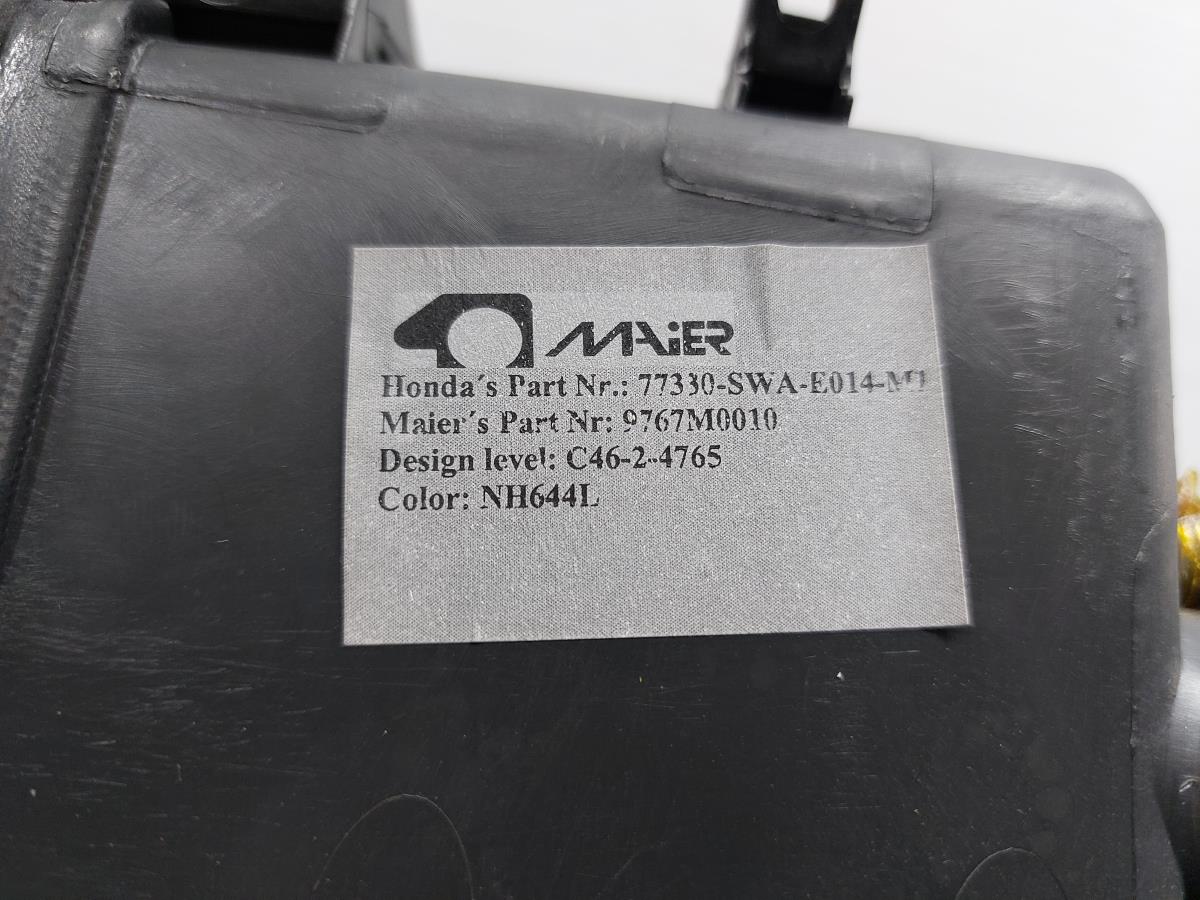 MAiER
Honda´s Part Nr.: 77330-SWA-E014-M1
Maier´s Part Nr: 9767M0010
Design level: C46-2-4765
Color: NH644L